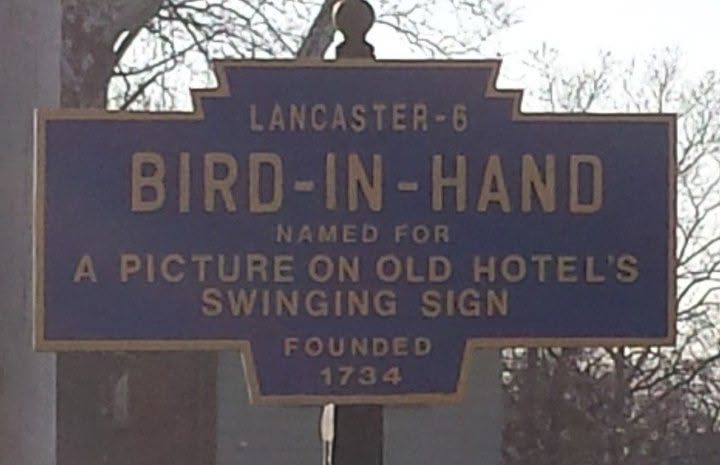 LANCASTER-6
BIRD-IN-HAND
NAMED FOR
A PICTURE ON OLD HOTEL'S
SWINGING SIGN
FOUNDED
1734